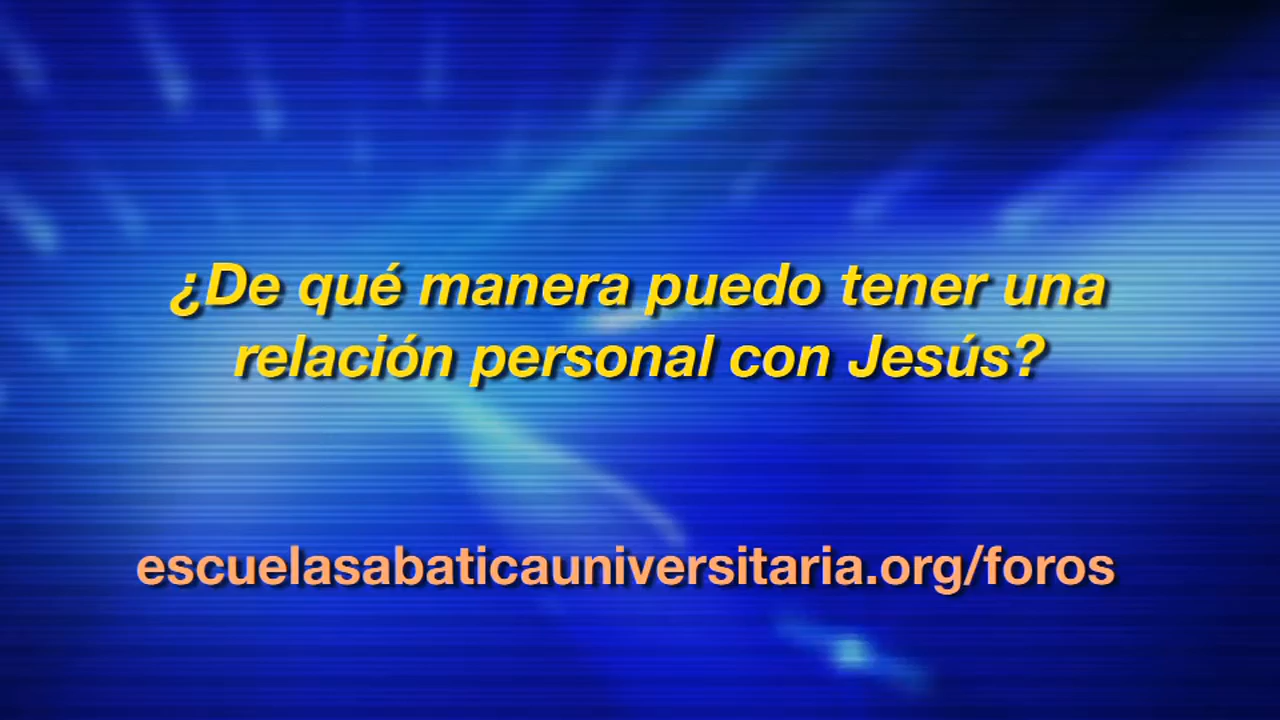 ¿De qué manera puedo tener una
relación personal con Jesús?
escuelasabaticauniversitaria.org/foros